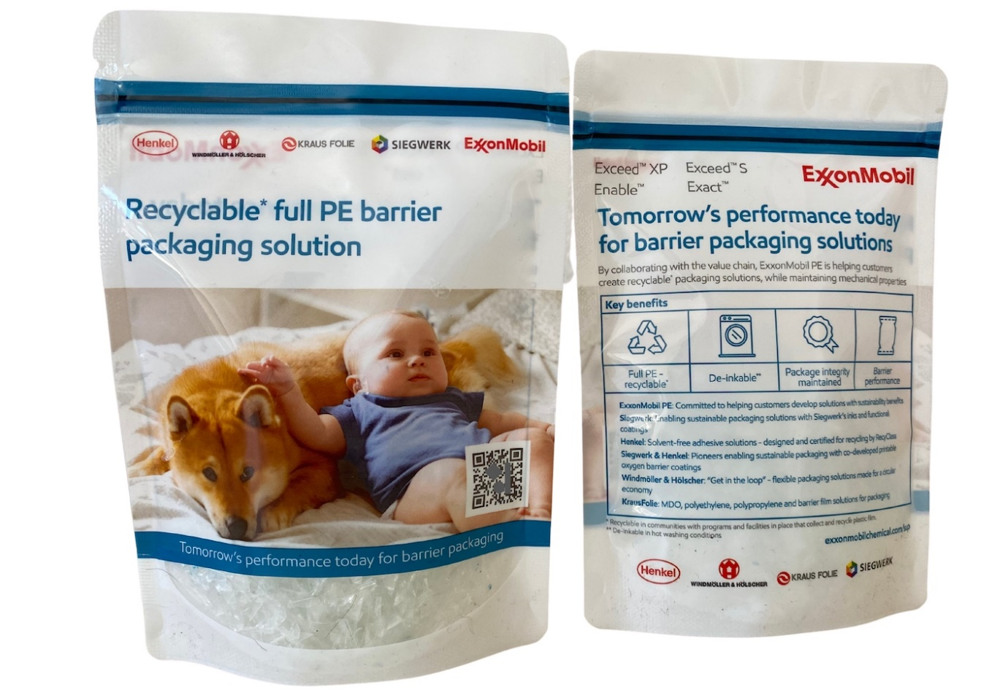 Henkel
WINDMÖLLER & HÖLSCHER
KRAUS FOLIE
SIEGWERK
ExxonMobil
Recyclable* full PE barrier
packaging solution
Tomorrow's performance today for barrier packaging
Exceed™ XP Exceed™ S
Enable™ Exact™
ExxonMobil
Tomorrow's performance today
for barrier packaging solutions
By collaborating with the value chain, ExxonMobil PE is helping customers
create recyclable* packaging solutions, while maintaining mechanical properties
Key benefits
Full PE -
recyclable*
De-inkable**
Package integrity
maintained
Barrier
performance
ExxonMobil PE: Committed to helping customers develop solutions with sustainability benefits
Siegwerk: Enabling sustainable packaging solutions with Siegwerk's inks and functional
coatings
Henkel: Solvent-free adhesive solutions - designed and certified for recycling by RecyClass
Siegwerk & Henkel: Pioneers enabling sustainable packaging with co-developed printable
oxygen barrier coatings
Windmöller & Hölscher: "Get in the loop" - flexible packaging solutions made for a circular
economy
KrausFolie: MDO, polyethylene, polypropylene and barrier film solutions for packaging
* Recyclable in communities with programs and facilities in place that collect and recycle plastic film.
** De-inkable in hot washing conditions
exxonmobilchemical.com/sup
Henkel
WINDMÖLLER & HÖLSCHER
KRAUS FOLIE
SIEGWERK